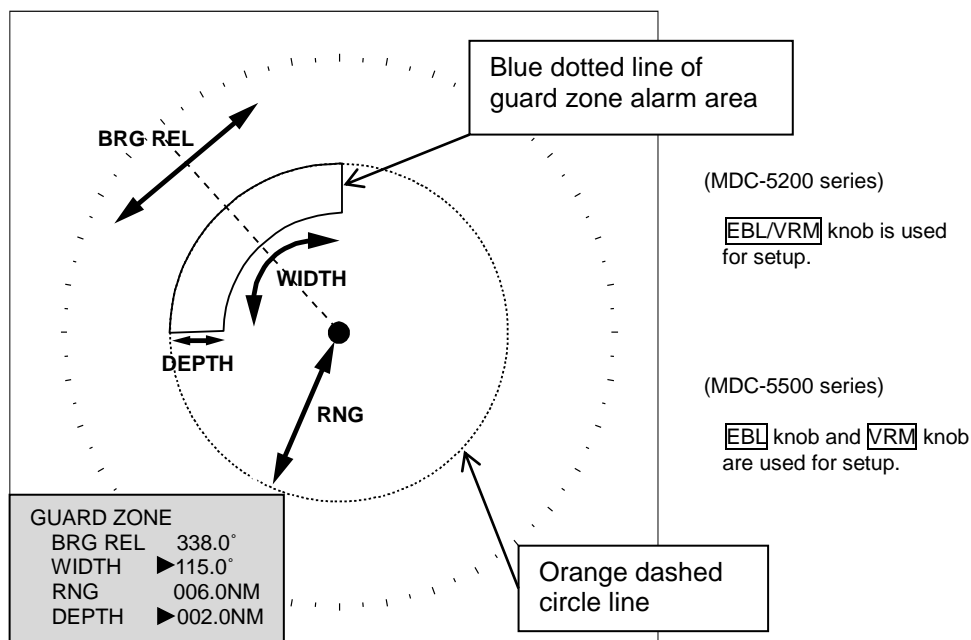 Blue dotted line of
guard zone alarm area
BRG REL
(MDC-5200 series)
EBL/VRM knob is used
for setup.
WIDTH
DEPTH
RNG
(MDC-5500 series)
EBL knob and VRM knob
are used for setup.
GUARD ZONE
BRG REL 338.0°
WIDTH ▶115.0°
RNG 006.0NM
DEPTH ▶002.0NM
Orange dashed
circle line